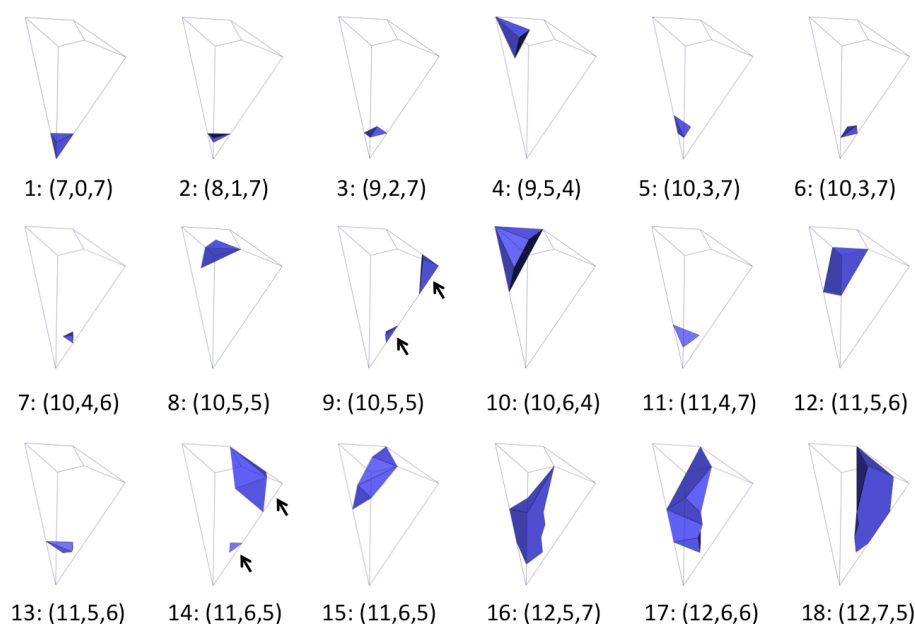 1: (7,0,7) 2: (8,1,7) 3: (9,2,7) 4: (9,5,4) 5: (10,3,7) 6: (10,3,7)
7: (10,4,6) 8: (10,5,5) 9: (10,5,5) 10: (10,6,4) 11: (11,4,7) 12: (11,5,6)
13: (11,5,6) 14: (11,6,5) 15: (11,6,5) 16: (12,5,7) 17: (12,6,6) 18: (12,7,5)